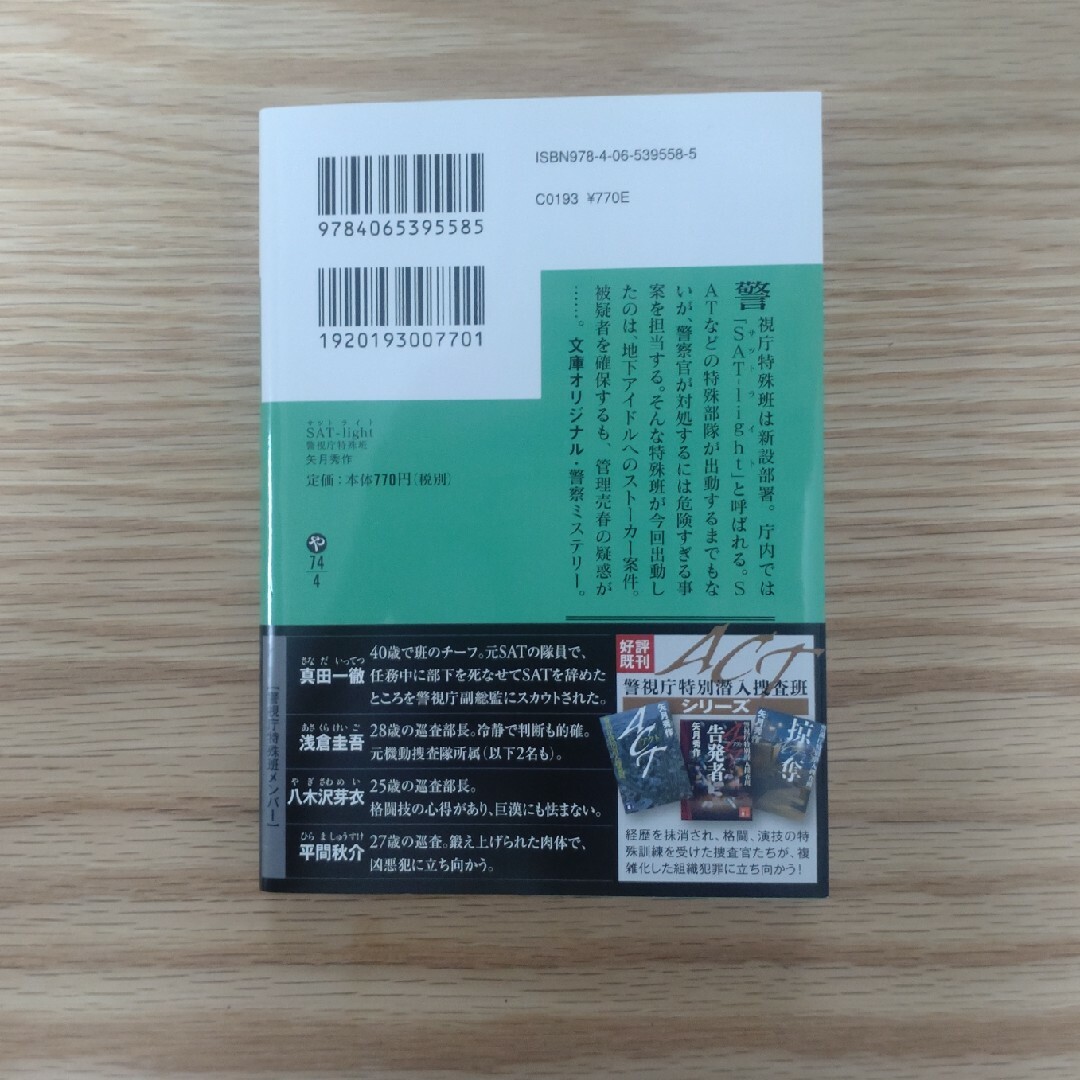 9784065395585
ISBN978-4-06-539558-5
C0193 ¥770E
1920193007701
警視庁特殊班は新設部署。庁内では
「SAT-light」と呼ばれる。S
サットライト
ATなどの特殊部隊が出動するまでもな
いが、警察官が対処するには危険すぎる事
案を担当する。そんな特殊班が今回出動し
たのは、地下アイドルへのストーカー案件。
被疑者を確保するも、管理売春の疑惑が
……。文庫オリジナル・警察ミステリー。
サットライト
SAT-light
警視庁特殊班
矢月秀作
定価：本体770円（税別）
や
74
4
「警視庁特殊班メンバー」
さなだ いってつ
真田一徹
40歳で班のチーフ。元SATの隊員で、
任務中に部下を死なせてSATを辞めた
ところを警視庁副総監にスカウトされた。
あさくらけいご
浅倉圭吾
28歳の巡査部長。冷静で判断も的確。
元機動捜査隊所属（以下2名も）。
やぎさわめい
八木沢芽衣
25歳の巡査部長。
格闘技の心得があり、巨漢にも怯まない。
ひらましゅうすけ
平間秋介
27歳の巡査。鍛え上げられた肉体で、
凶悪犯に立ち向かう。
好評
既刊
ACT
警視庁特別潜入捜査班
シリーズ
矢月秀作
ACT
告発者
矢月秀作
掠奪
経歴を抹消され、格闘、演技の特
殊訓練を受けた捜査官たちが、複
雑化した組織犯罪に立ち向かう！